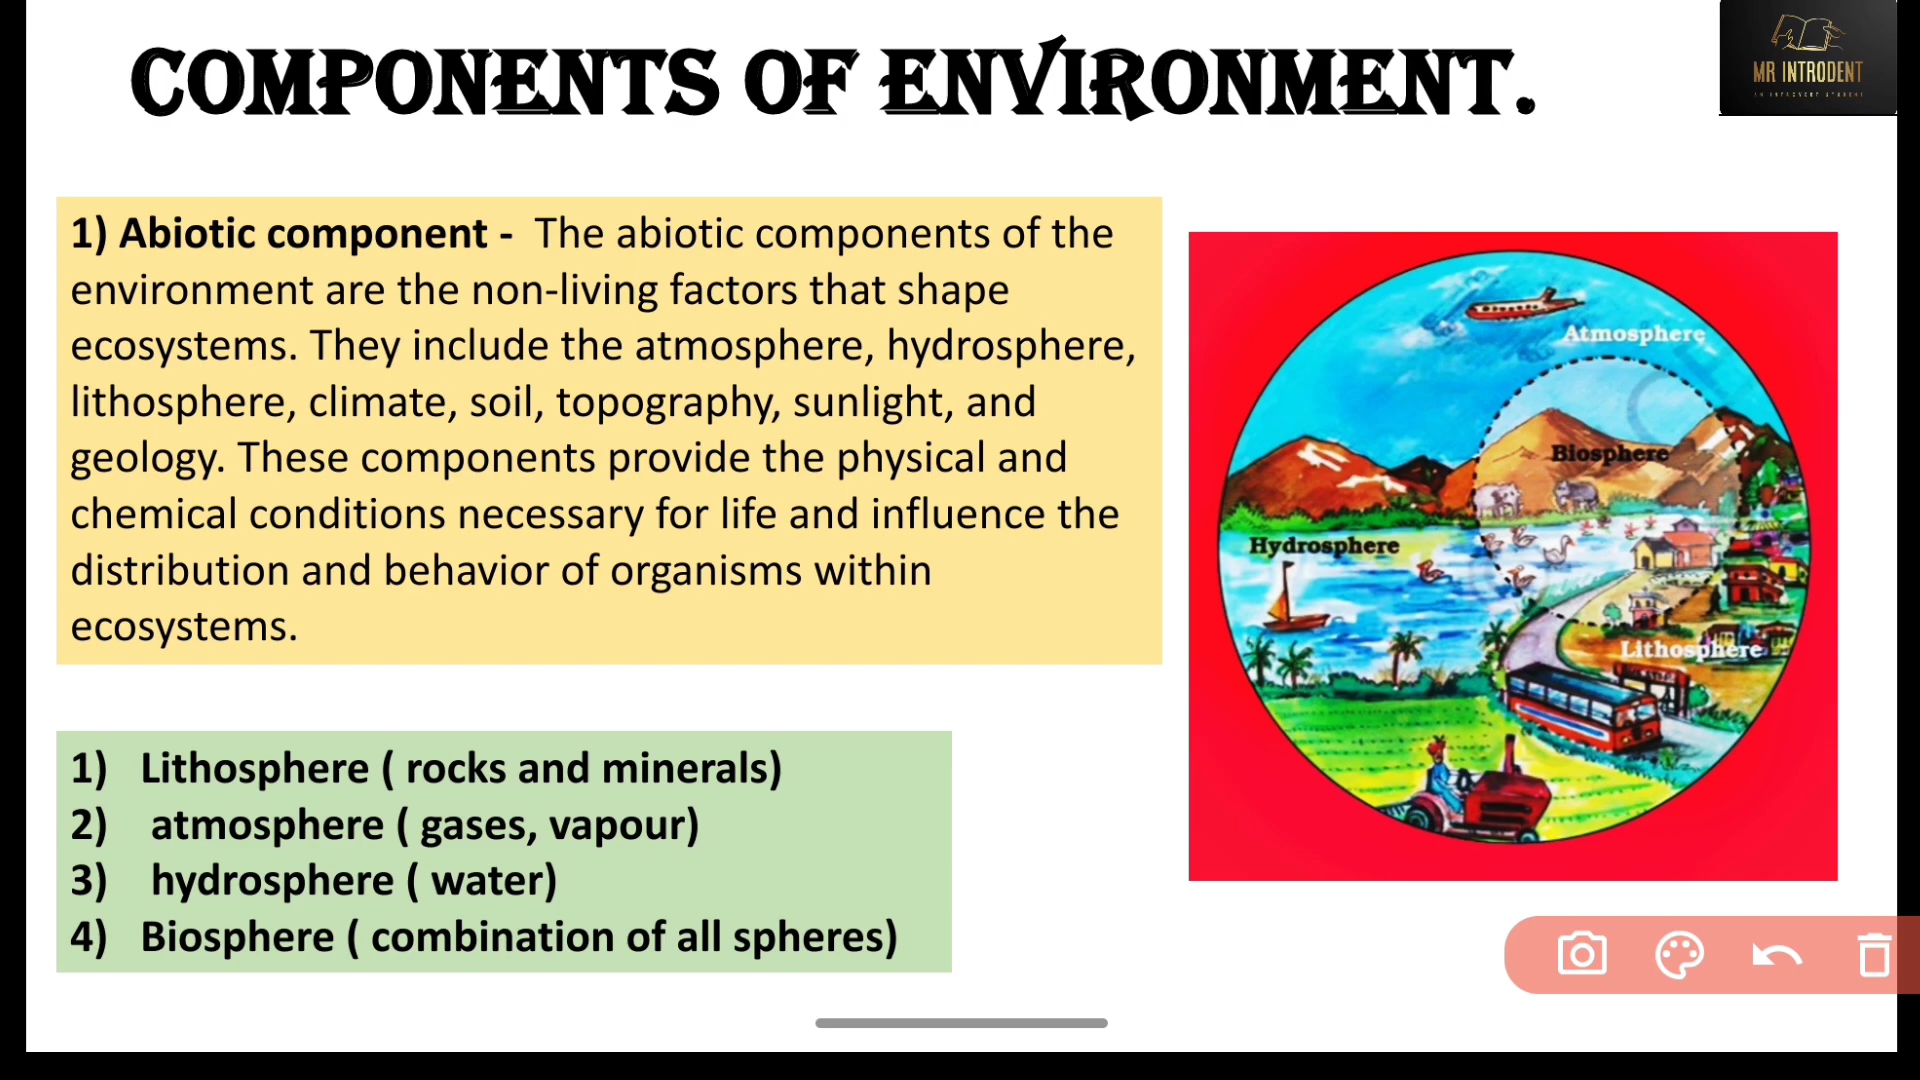 COMPONENTS OF ENVIRONMENT.
MR INTRODENT
1) Abiotic component - The abiotic components of the
environment are the non-living factors that shape
ecosystems. They include the atmosphere, hydrosphere,
lithosphere, climate, soil, topography, sunlight, and
geology. These components provide the physical and
chemical conditions necessary for life and influence the
distribution and behavior of organisms within
ecosystems.
Atmosphere
Biosphere
Hydrosphere
Lithosphere
1) Lithosphere ( rocks and minerals)
2) atmosphere ( gases, vapour)
3) hydrosphere ( water)
4) Biosphere ( combination of all spheres)